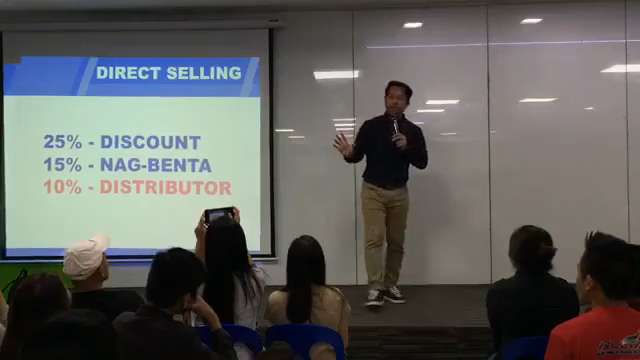 DIRECT SELLING
25% - DISCOUNT
15% - NAG-BENTA
10% - DISTRIBUTOR